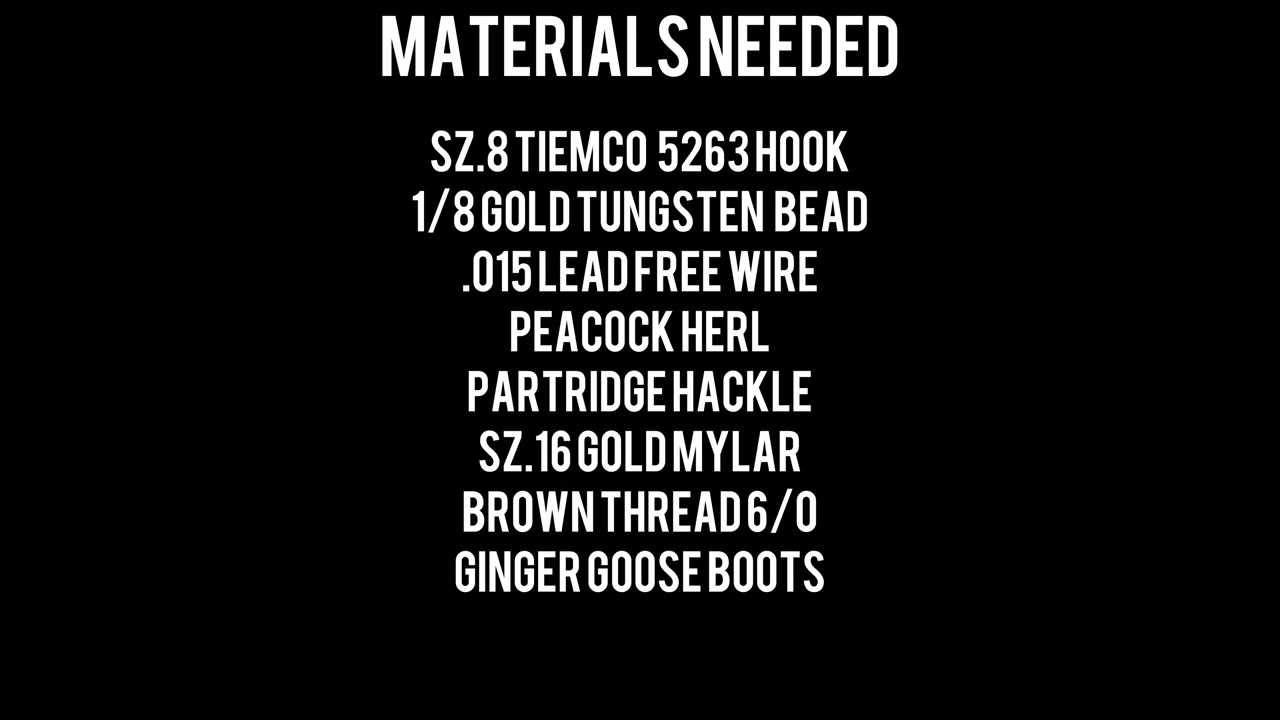 MATERIALS NEEDED
SZ.8 TIEMCO 5263 HOOK
1/8 GOLD TUNGSTEN BEAD
.015 LEAD FREE WIRE
PEACOCK HERL
PARTRIDGE HACKLE
SZ.16 GOLD MYLAR
BROWN THREAD 6/0
GINGER GOOSE BOOTS